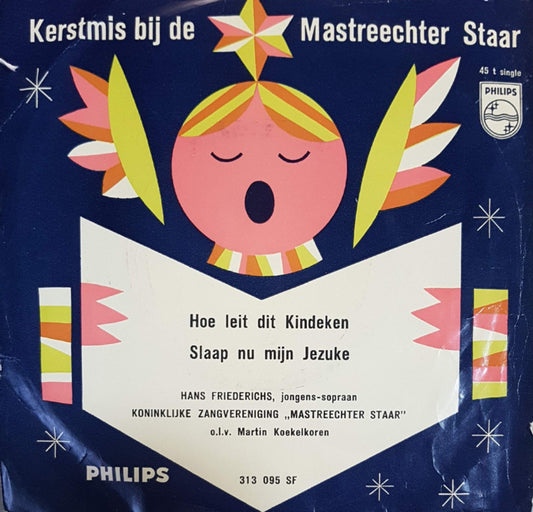 Kerstmis bij de Mastreechter Staar
45 t single
PHILIPS
Hoe leit dit Kindeken
Slaap nu mijn Jezuke
HANS FRIEDERICHS, jongens-sopraan
KONINKLIJKE ZANGVERENIGING „MASTREECHTER STAAR"
o.l.v. Martin Koekelkoren
PHILIPS
313 095 SF